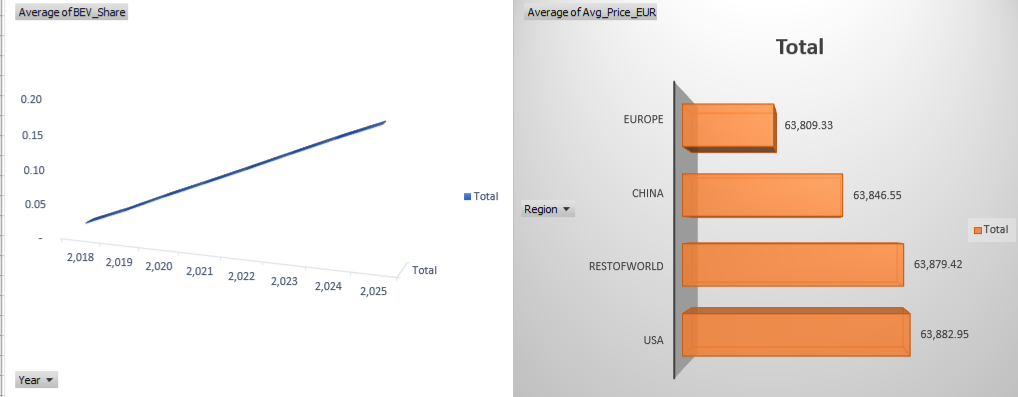 Average of BEV_Share
0.20
0.15
0.10
0.05
-
2,018
2,019
2,020
2,021
2,022
2,023
2,024
2,025
Total
Total
Year
Average of Avg_Price_EUR
Total
EUROPE
63,809.33
CHINA
63,846.55
Region
RESTOFWORLD
63,879.42
USA
63,882.95
Total